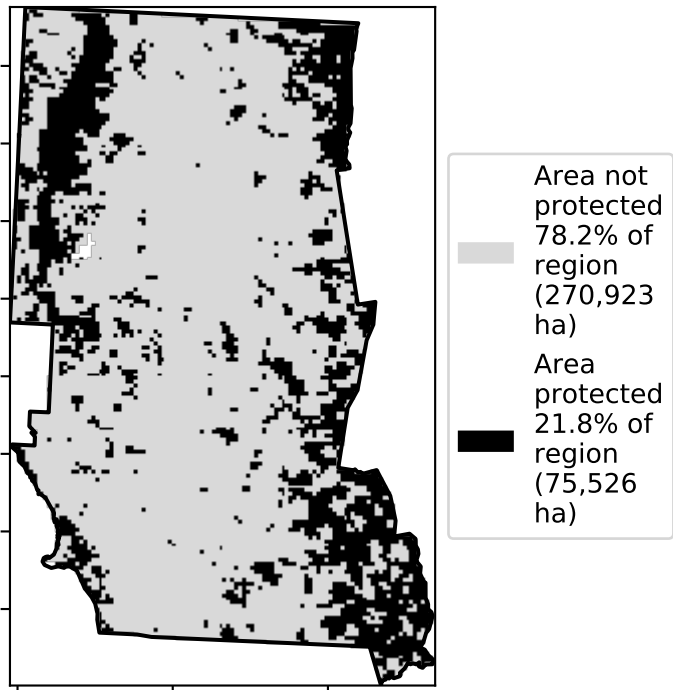 Area not
protected
78.2% of
region
(270,923
ha)
Area
protected
21.8% of
region
(75,526
ha)